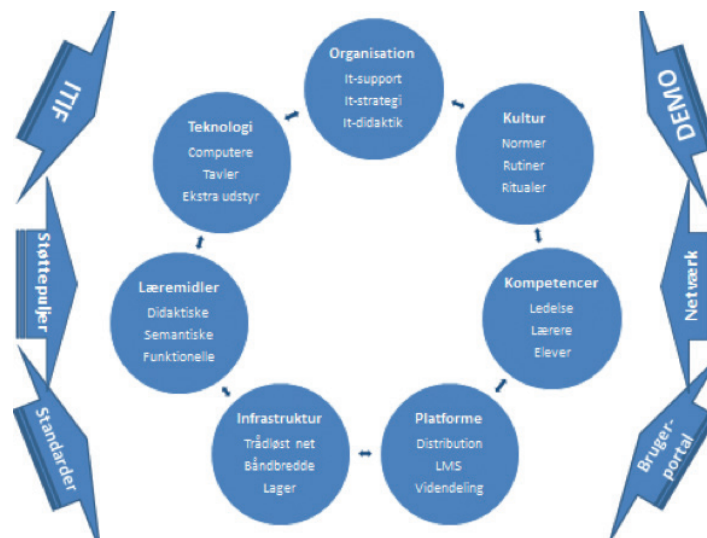 ITIF
Støttepuljer
Standarder
Organisation
It-support
It-strategi
It-didaktik
Kultur
Normer
Rutiner
Ritualer
Kompetencer
Ledelse
Lærere
Elever
Platforme
Distribution
LMS
Videndeling
Infrastruktur
Trådløst net
Båndbredde
Lager
Læremidler
Didaktiske
Semantiske
Funktionelle
Teknologi
Computere
Tavler
Ekstra udstyr
DEMO
Netværk
Bruger-
portal